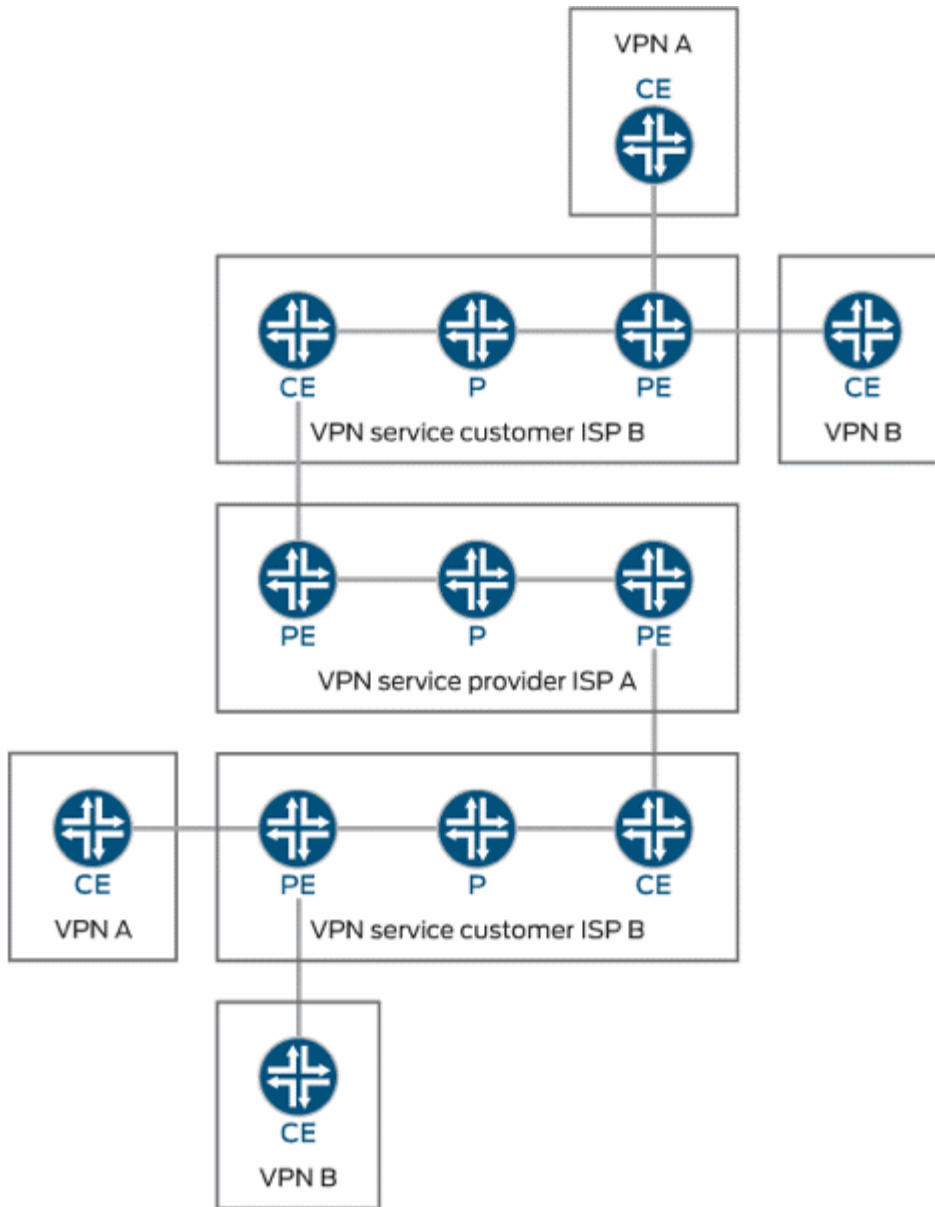 VPN A
CE
CE P PE CE
VPN service customer ISP B VPN B
PE P PE
VPN service provider ISP A
CE PE P CE
VPN A VPN service customer ISP B
CE
VPN B